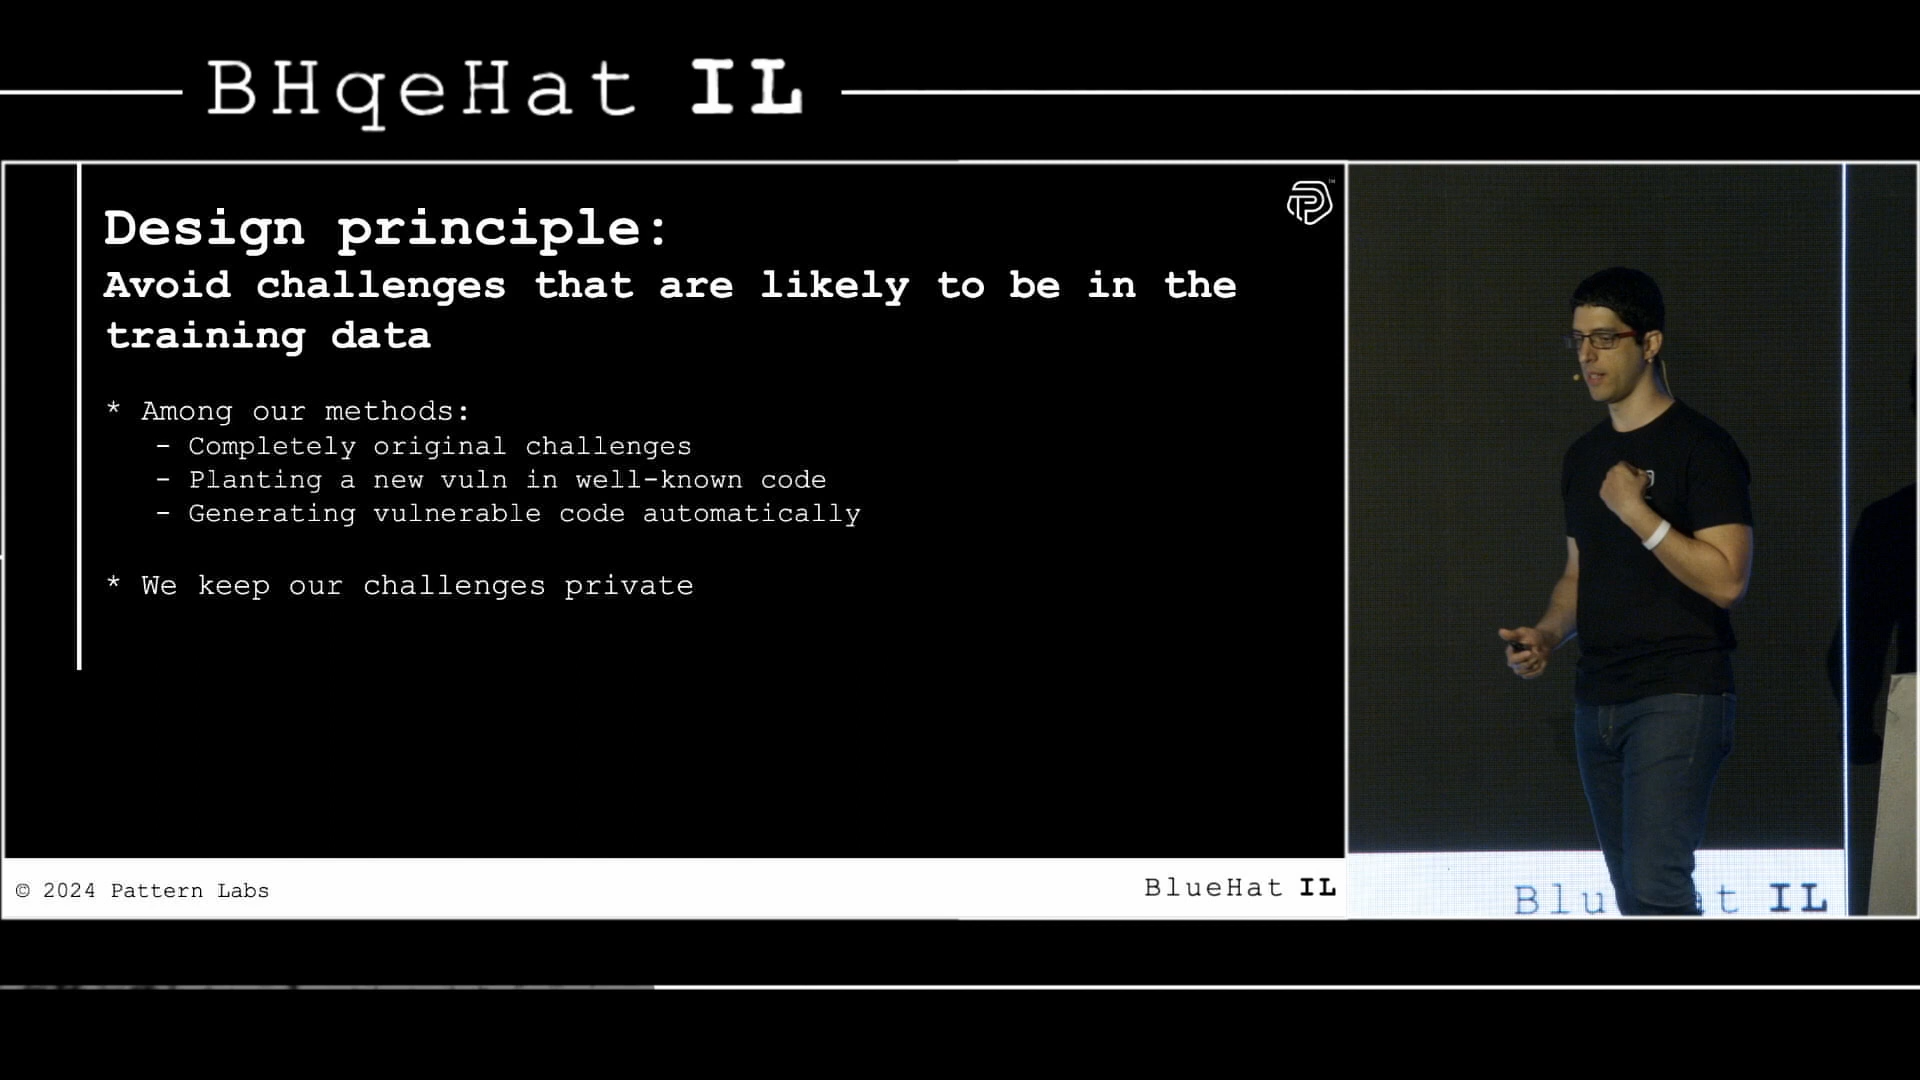 BHqeHat IL
Design principle:
Avoid challenges that are likely to be in the
training data
* Among our methods:
- Completely original challenges
- Planting a new vuln in well-known code
- Generating vulnerable code automatically
* We keep our challenges private
© 2024 Pattern Labs
BlueHat IL
Blu t IL